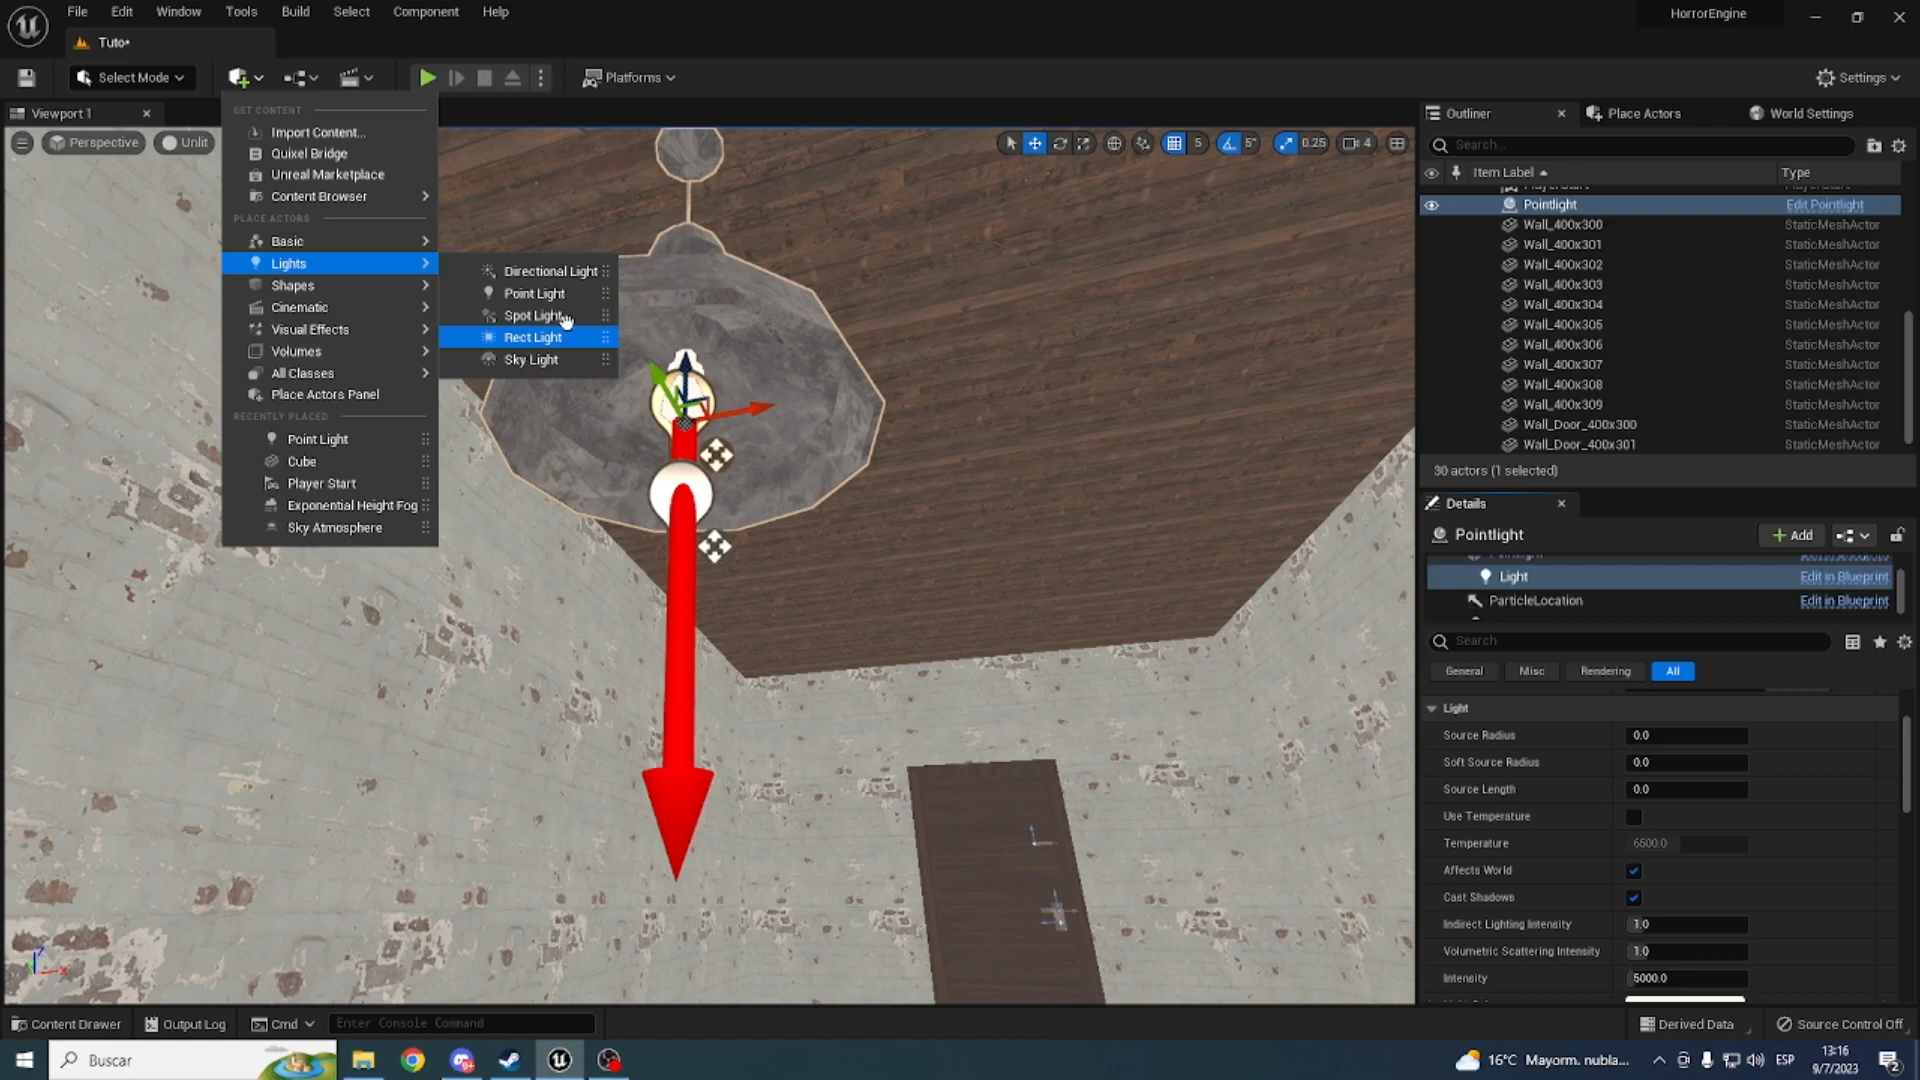 File Edit Window Tools Build Select Component Help
HorrorEngine
Tuto*
Select Mode
Platforms
Settings
Viewport 1
Perspective
Unlit
5
5°
0.25
4
GET CONTENT
Import Content...
Quixel Bridge
Unreal Marketplace
Content Browser
PLACE ACTORS
Basic
Lights
Shapes
Cinematic
Visual Effects
Volumes
All Classes
Place Actors Panel
RECENTLY PLACED
Point Light
Cube
Player Start
Exponential Height Fog
Sky Atmosphere
Directional Light
Point Light
Spot Light
Rect Light
Sky Light
Outliner
Place Actors
World Settings
Search...
Item Label
Type
Pointlight Edit Pointlight
Wall_400x300 StaticMeshActor
Wall_400x301 StaticMeshActor
Wall_400x302 StaticMeshActor
Wall_400x303 StaticMeshActor
Wall_400x304 StaticMeshActor
Wall_400x305 StaticMeshActor
Wall_400x306 StaticMeshActor
Wall_400x307 StaticMeshActor
Wall_400x308 StaticMeshActor
Wall_400x309 StaticMeshActor
Wall_Door_400x300 StaticMeshActor
Wall_Door_400x301 StaticMeshActor
30 actors (1 selected)
Details
Pointlight
Add
Light Edit in Blueprint
ParticleLocation Edit in Blueprint
Search
General Misc Rendering All
Light
Source Radius 0.0
Soft Source Radius 0.0
Source Length 0.0
Use Temperature
Temperature 6500.0
Affects World
Cast Shadows
Indirect Lighting Intensity 1.0
Volumetric Scattering Intensity 1.0
Intensity 5000.0
Content Drawer
Output Log
Cmd
Enter Console Command
Derived Data
Source Control Off
Buscar
16°C Mayorm. nubla...
ESP
13:16
9/7/2023
2